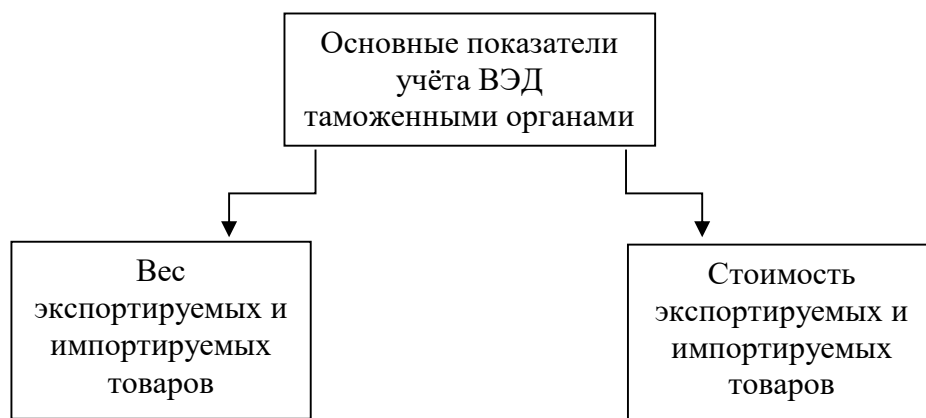 Основные показатели
учёта ВЭД
таможенными органами
Вес
экспортируемых и
импортируемых
товаров
Стоимость
экспортируемых и
импортируемых
товаров